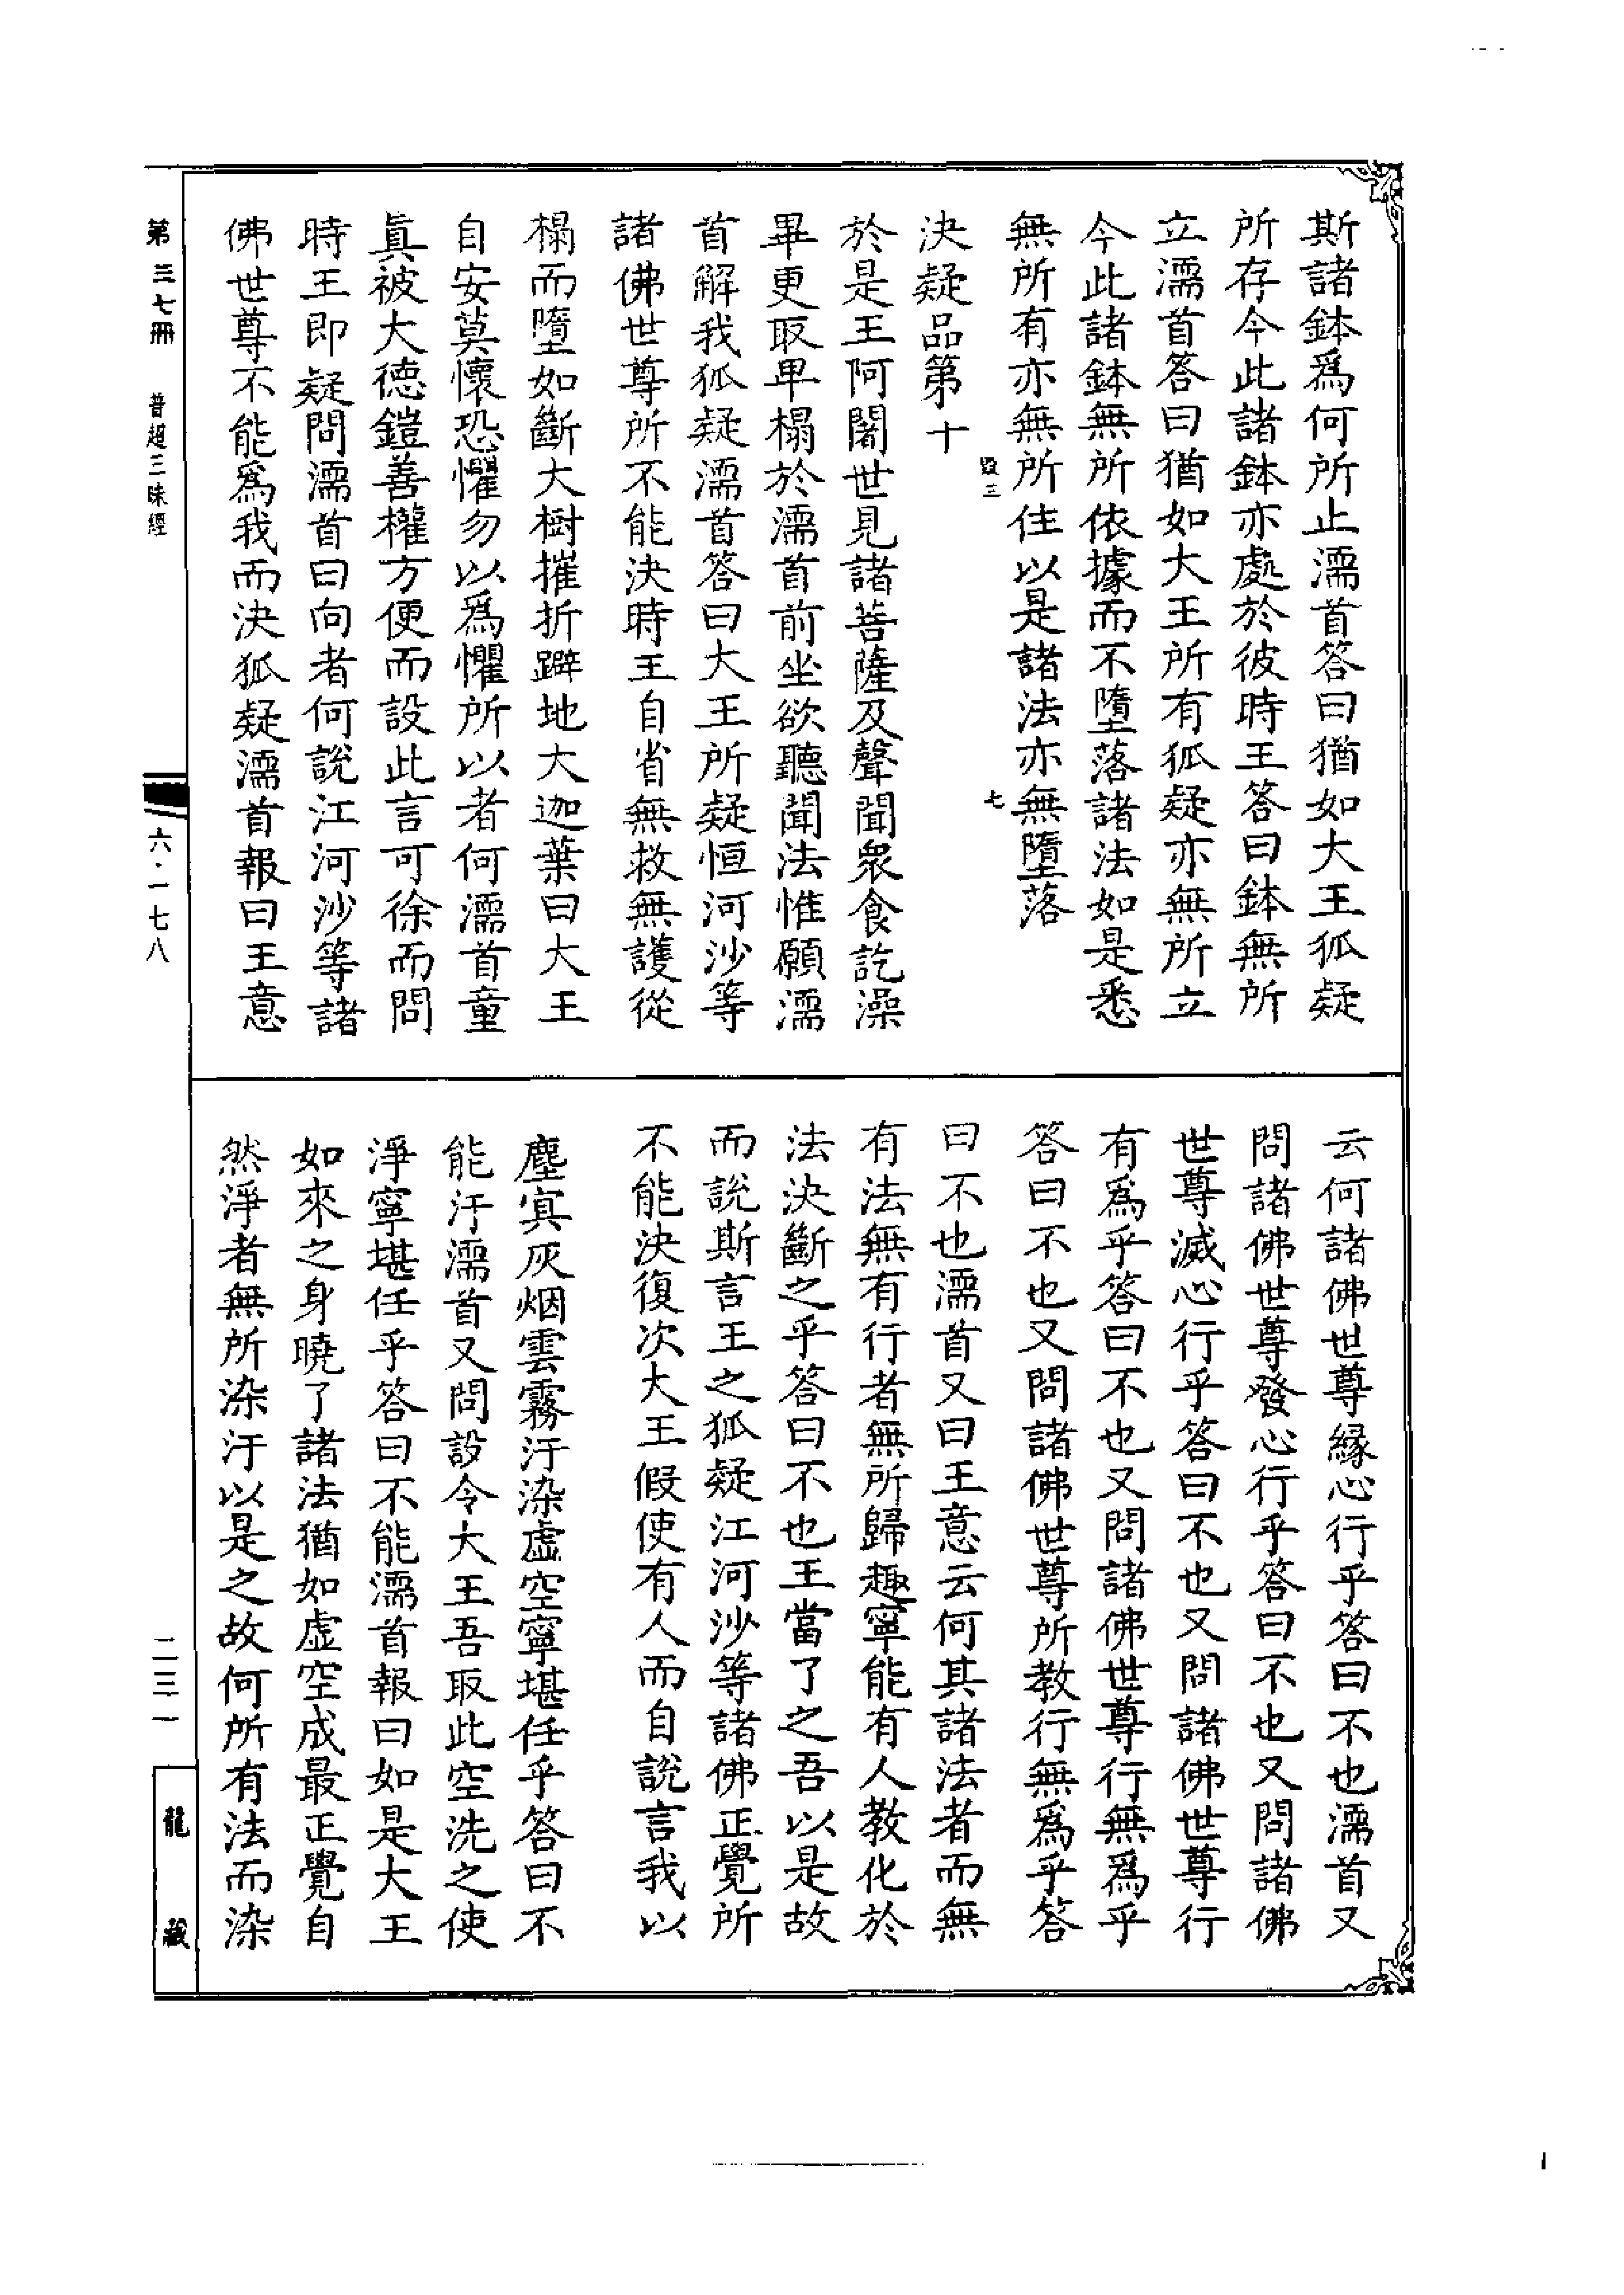 斯諸鉢爲何所止濡首答曰猶如大王狐疑
所存今此諸鉢亦處於彼時王答曰鉢無所
立濡首答曰猶如大王所有狐疑亦無所立
今此諸鉢無所依據而不墮落諸法如是悉
無所有亦無所住以是諸法亦無墮落
七
決疑品第十
於是王阿闍世見諸菩薩及聲聞衆食訖澡
畢更取卑榻於濡首前坐欲聽聞法惟願濡
首解我狐疑濡首答曰大王所疑恒河沙等
諸佛世尊所不能決時王自省無救無護從
榻而墮如斷大樹摧折躃地大迦葉曰大王
自安莫懷恐懼勿以爲懼所以者何濡首童
眞被大德鎧善權方便而設此言可徐而問
時王即疑問濡首曰向者何說江河沙等諸
佛世尊不能爲我而決狐疑濡首報曰王意
云何諸佛世尊緣心行乎答曰不也濡首又
問諸佛世尊發心行乎答曰不也又問諸佛
世尊滅心行乎答曰不也又問諸佛世尊行
有爲乎答曰不也又問諸佛世尊行無爲乎
答曰不也又問諸佛世尊所教行無爲乎答
曰不也濡首又曰王意云何其諸法者而無
有法無有行者無所歸趣寧能有人教化於
法決斷之乎答曰不也王當了之吾以是故
而說斯言王之狐疑江河沙等諸佛正覺所
不能決復次大王假使有人而自說言我以
塵寘灰烟雲霧汙染虛空寧堪任乎答曰不
能汙濡首又問設令大王吾取此空洗之使
淨寧堪任乎答曰不能濡首報曰如是大王
如來之身曉了諸法猶如虛空成最正覺自
然淨者無所染汙以是之故何所有法而染
第三七冊 普超三昧經
六·一七八
二三一
龍藏